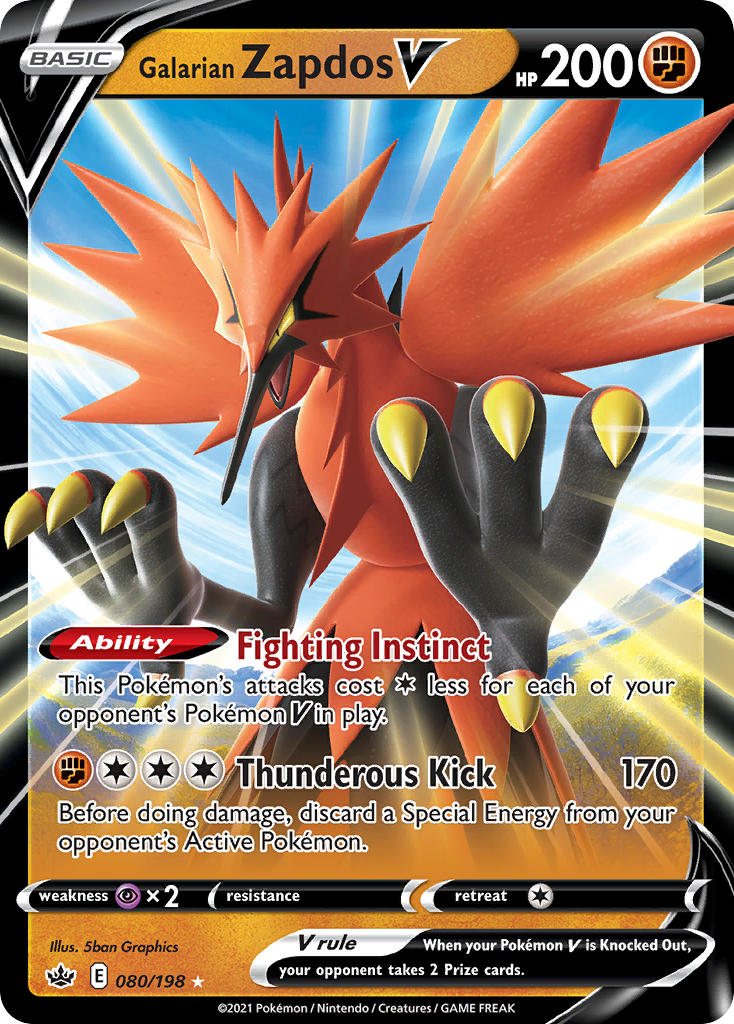 BASIC
Galarian Zapdos V HP 200
Ability Fighting Instinct
This Pokémon's attacks cost less for each of your
opponent's Pokémon V in play.
Thunderous Kick 170
Before doing damage, discard a Special Energy from your
opponent's Active Pokémon.
weakness ×2 resistance retreat
Illus. 5ban Graphics
V rule When your Pokémon V is Knocked Out,
your opponent takes 2 Prize cards.
E 080/198 ★
©2021 Pokémon / Nintendo / Creatures / GAME FREAK